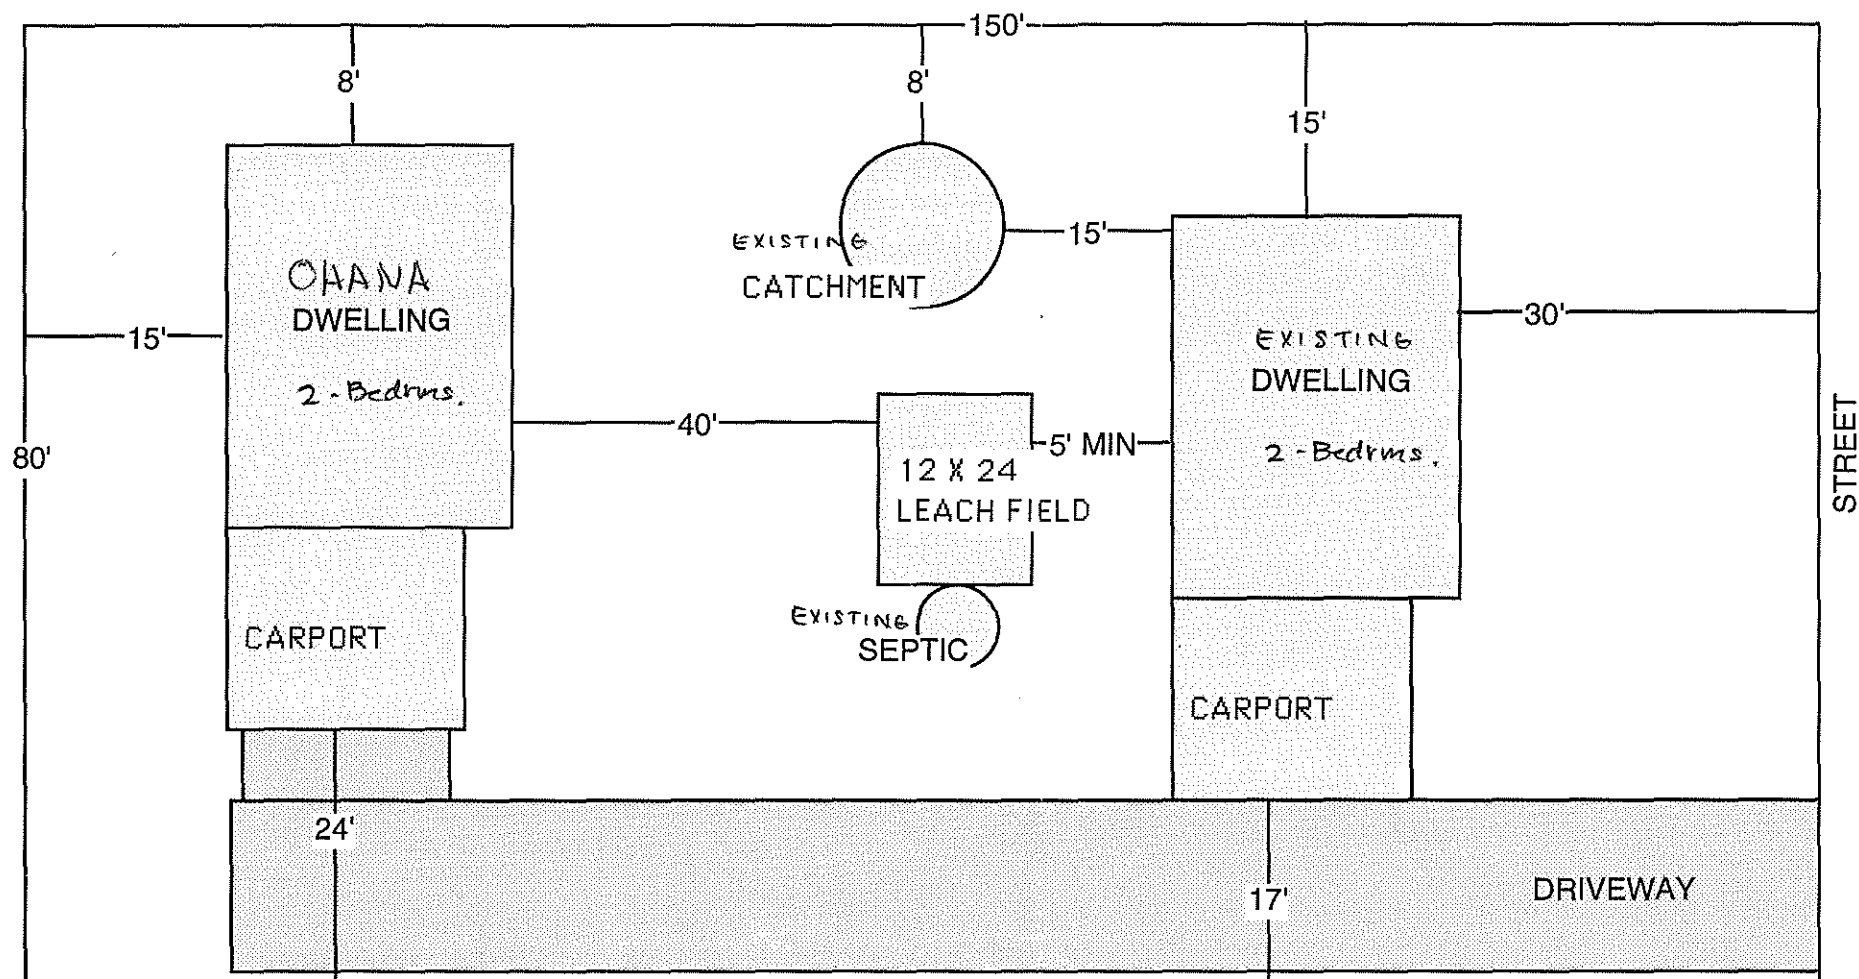 150'
8'
8'
15'
EXISTING
CATCHMENT
15'
OHANA
DWELLING
2-Bedrms.
15'
30'
EXISTING
DWELLING
2-Bedrms.
40'
5' MIN
12 X 24
LEACH FIELD
80'
STREET
EXISTING
SEPTIC
CARPORT
CARPORT
24'
17'
DRIVEWAY